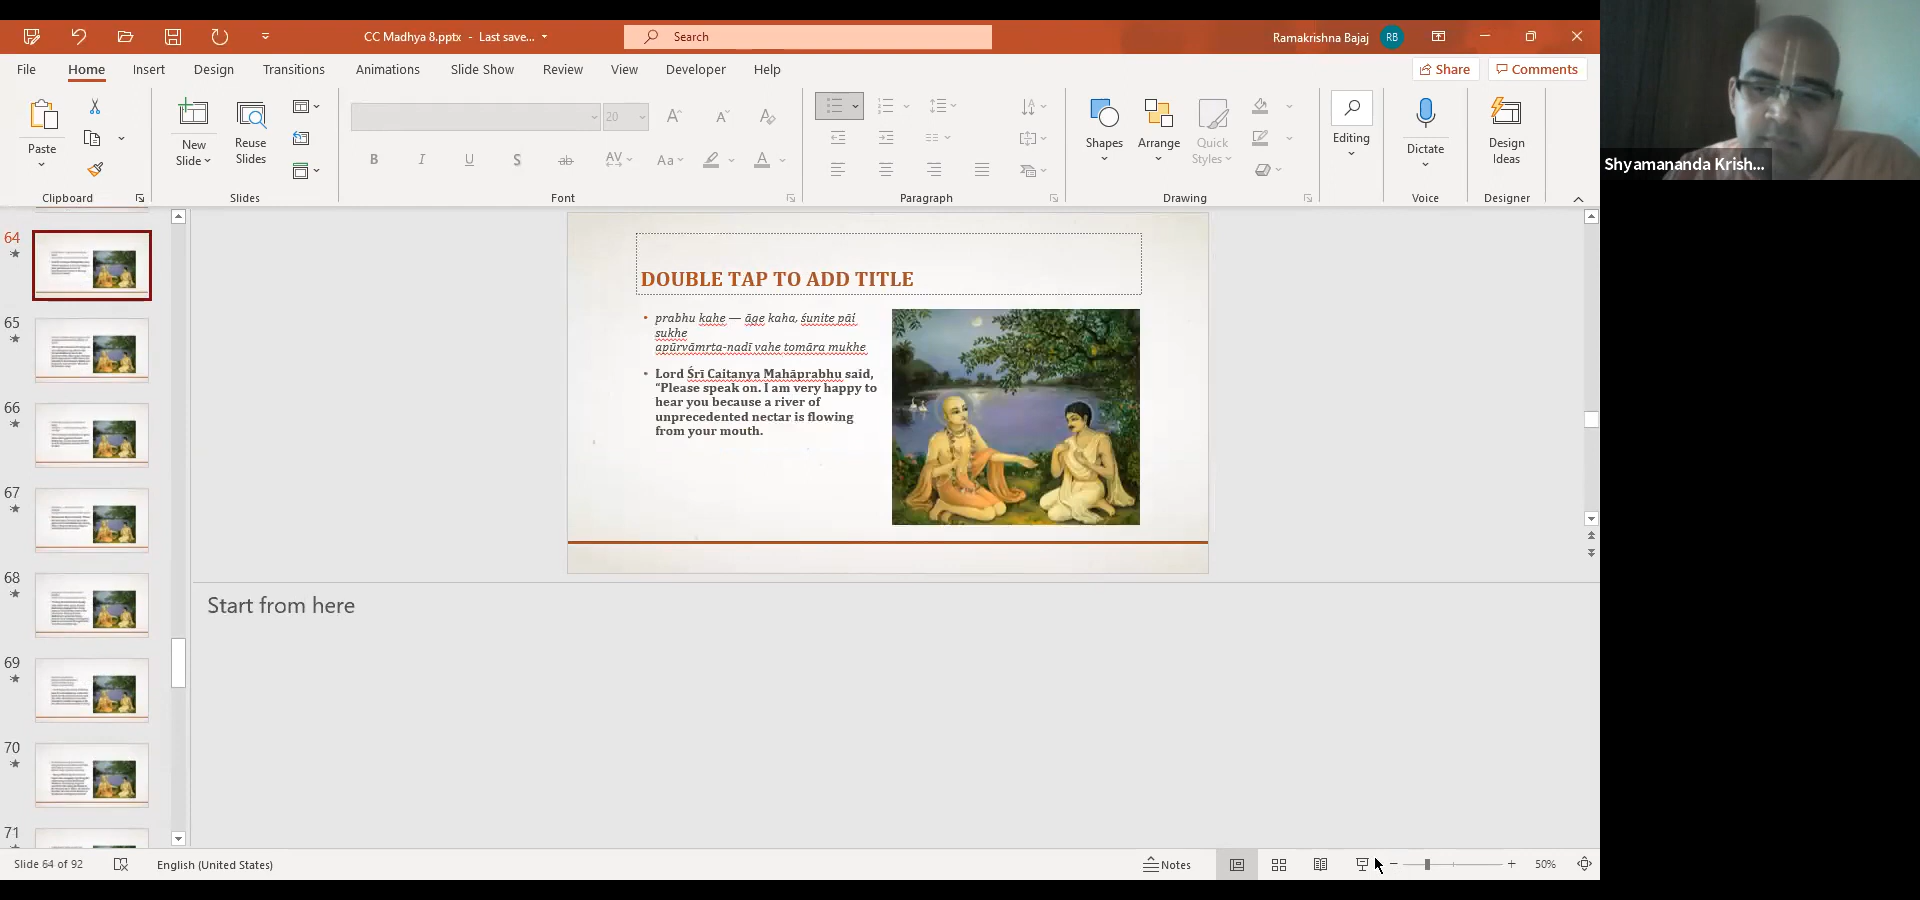 CC Madhya 8.pptx - Last save...
Search
Ramakrishna Bajaj RB
File Home Insert Design Transitions Animations Slide Show Review View Developer Help
Share Comments
Paste
New Slide
Reuse Slides
20
B I U S ab AV Aa A
Shapes
Arrange
Quick Styles
Editing
Dictate
Design Ideas
Clipboard Slides Font Paragraph Drawing Voice Designer
Shyamananda Krish...
64
65
66
67
68
69
70
71
DOUBLE TAP TO ADD TITLE
prabhu kahe — āge kaha, śunite pāi
sukhe
apūrvāmṛta-nadī vahe tomāra mukhe
Lord Śrī Caitanya Mahāprabhu said,
“Please speak on. I am very happy to
hear you because a river of
unprecedented nectar is flowing
from your mouth.
Start from here
Slide 64 of 92 English (United States) Notes 50%